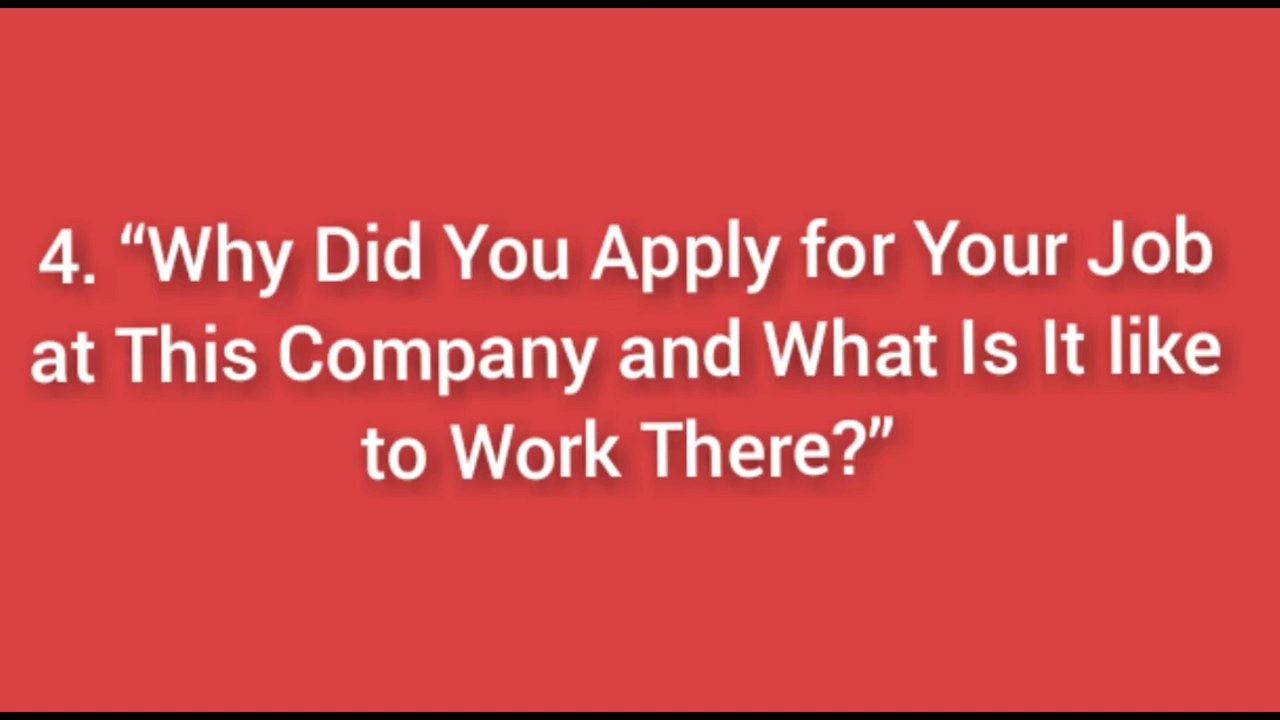 4. “Why Did You Apply for Your Job
at This Company and What Is It like
to Work There?”